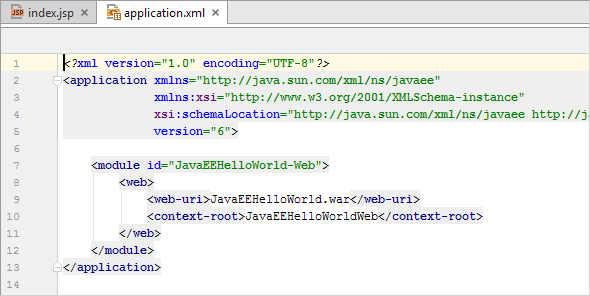 index.jsp application.xml
1 <?xml version="1.0" encoding="UTF-8"?>
2 <application xmlns="http://java.sun.com/xml/ns/javaee"
3 xmlns:xsi="http://www.w3.org/2001/XMLSchema-instance"
4 xsi:schemaLocation="http://java.sun.com/xml/ns/javaee http://j
5 version="6">
6
7 <module id="JavaEEHelloWorld-Web">
8 <web>
9 <web-uri>JavaEEHelloWorld.war</web-uri>
10 <context-root>JavaEEHelloWorldWeb</context-root>
11 </web>
12 </module>
13 </application>
14